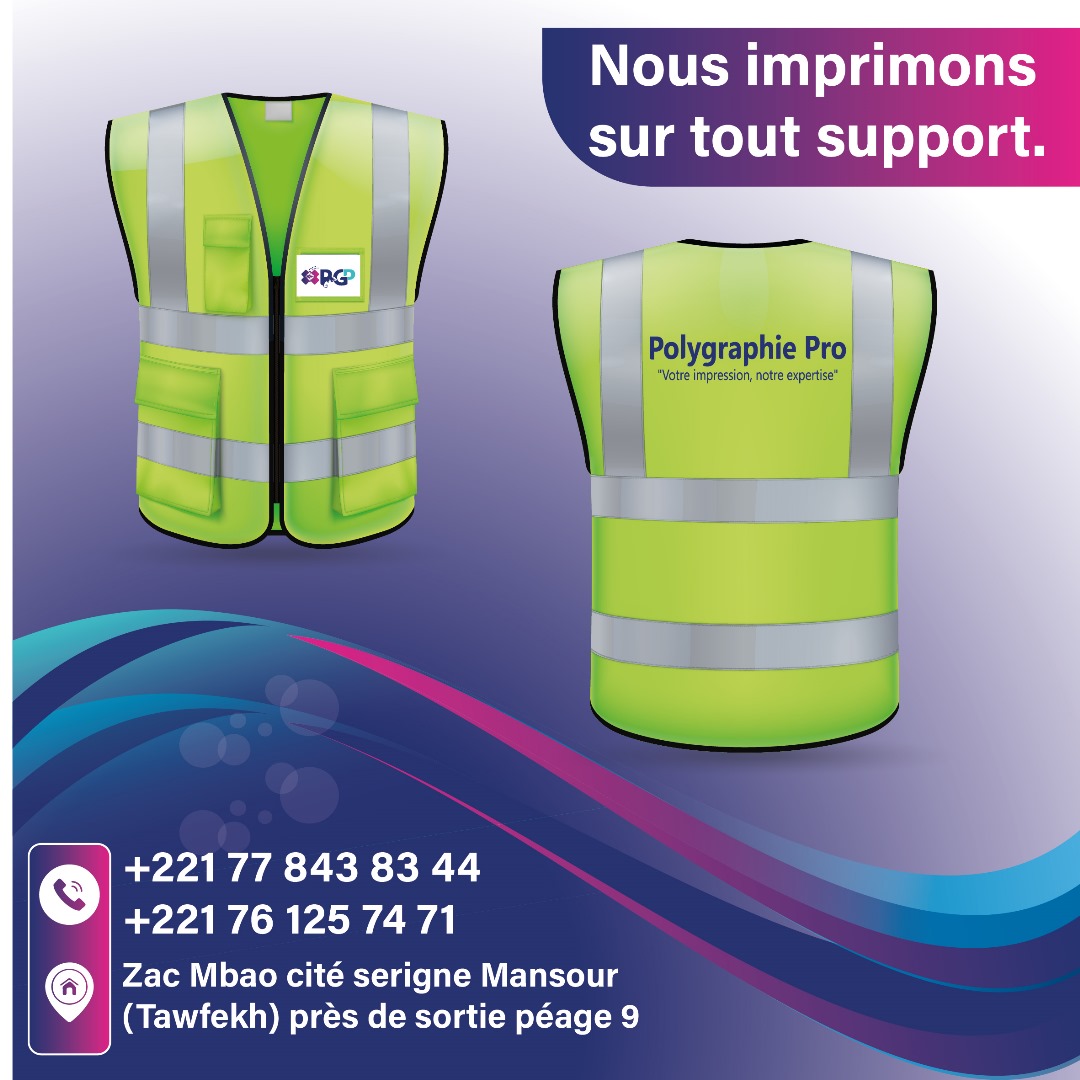 Nous imprimons
sur tout support.
PGP
Polygraphie Pro
"Votre impression, notre expertise"
+221 77 843 83 44
+221 76 125 74 71
Zac Mbao cité serigne Mansour
(Tawfekh) près de sortie péage 9